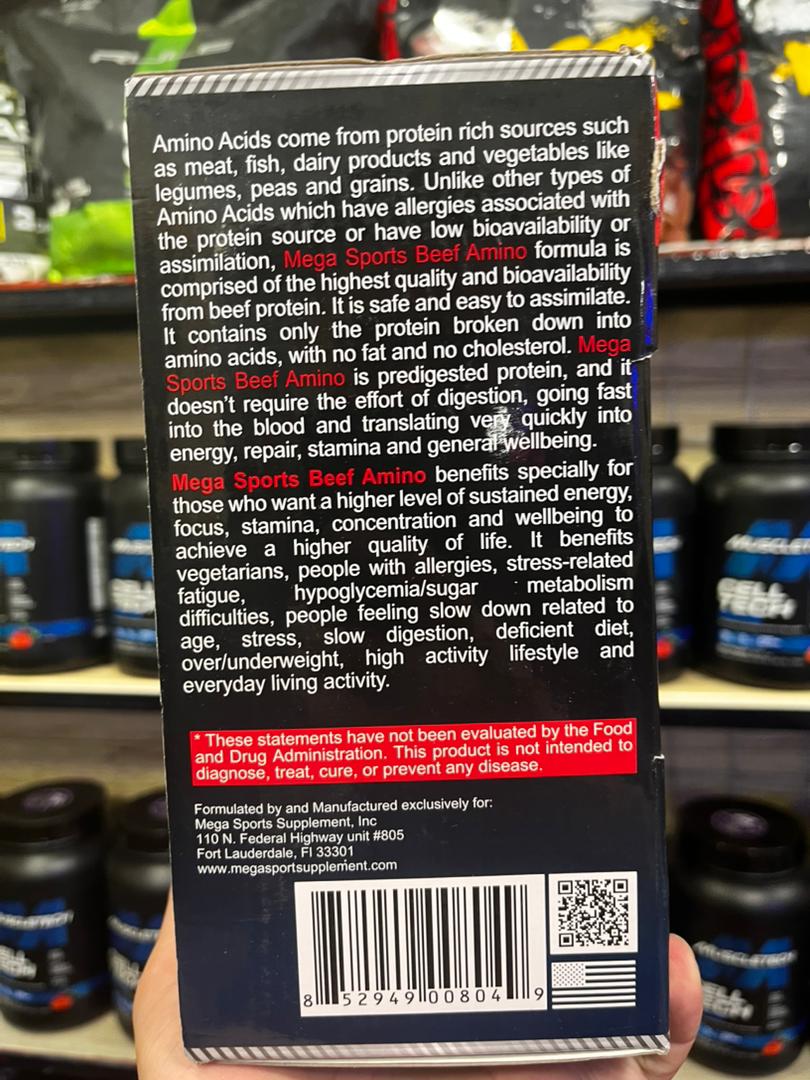 Amino Acids come from protein rich sources such
as meat, fish, dairy products and vegetables like
legumes, peas and grains. Unlike other types of
Amino Acids which have allergies associated with
the protein source or have low bioavailability or
assimilation, Mega Sports Beef Amino formula is
comprised of the highest quality and bioavailability
from beef protein. It is safe and easy to assimilate.
It contains only the protein broken down into
amino acids, with no fat and no cholesterol. Mega
Sports Beef Amino is predigested protein, and it
doesn't require the effort of digestion, going fast
into the blood and translating very quickly into
energy, repair, stamina and general wellbeing.
Mega Sports Beef Amino benefits specially for
those who want a higher level of sustained energy,
focus, stamina, concentration and wellbeing to
achieve a higher quality of life. It benefits
vegetarians, people with allergies, stress-related
fatigue, hypoglycemia/sugar metabolism
difficulties, people feeling slow down related to
age, stress, slow digestion, deficient diet,
over/underweight, high activity lifestyle and
everyday living activity.
* These statements have not been evaluated by the Food
and Drug Administration. This product is not intended to
diagnose, treat, cure, or prevent any disease.
Formulated by and Manufactured exclusively for:
Mega Sports Supplement, Inc
110 N. Federal Highway unit #805
Fort Lauderdale, Fl 33301
www.megasportsupplement.com
8 52949 00804 9
MUSCLETECH
CELL
TECH
MUSCLETECH
CELL
TECH